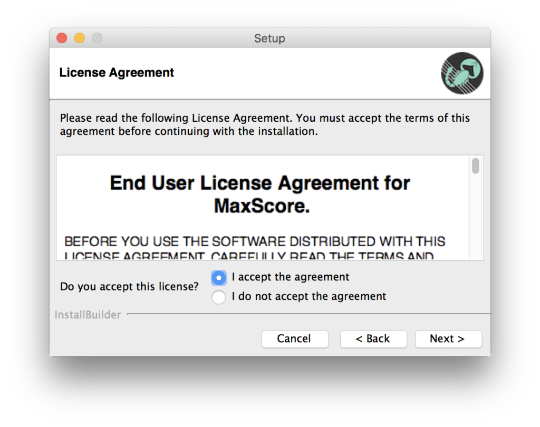 Setup
License Agreement
Please read the following License Agreement. You must accept the terms of this
agreement before continuing with the installation.
End User License Agreement for
MaxScore.
BEFORE YOU USE THE SOFTWARE DISTRIBUTED WITH THIS
LICENSE AGREEMENT, CAREFULLY READ THE TERMS AND
Do you accept this license?
I accept the agreement
I do not accept the agreement
InstallBuilder
Cancel
< Back
Next >